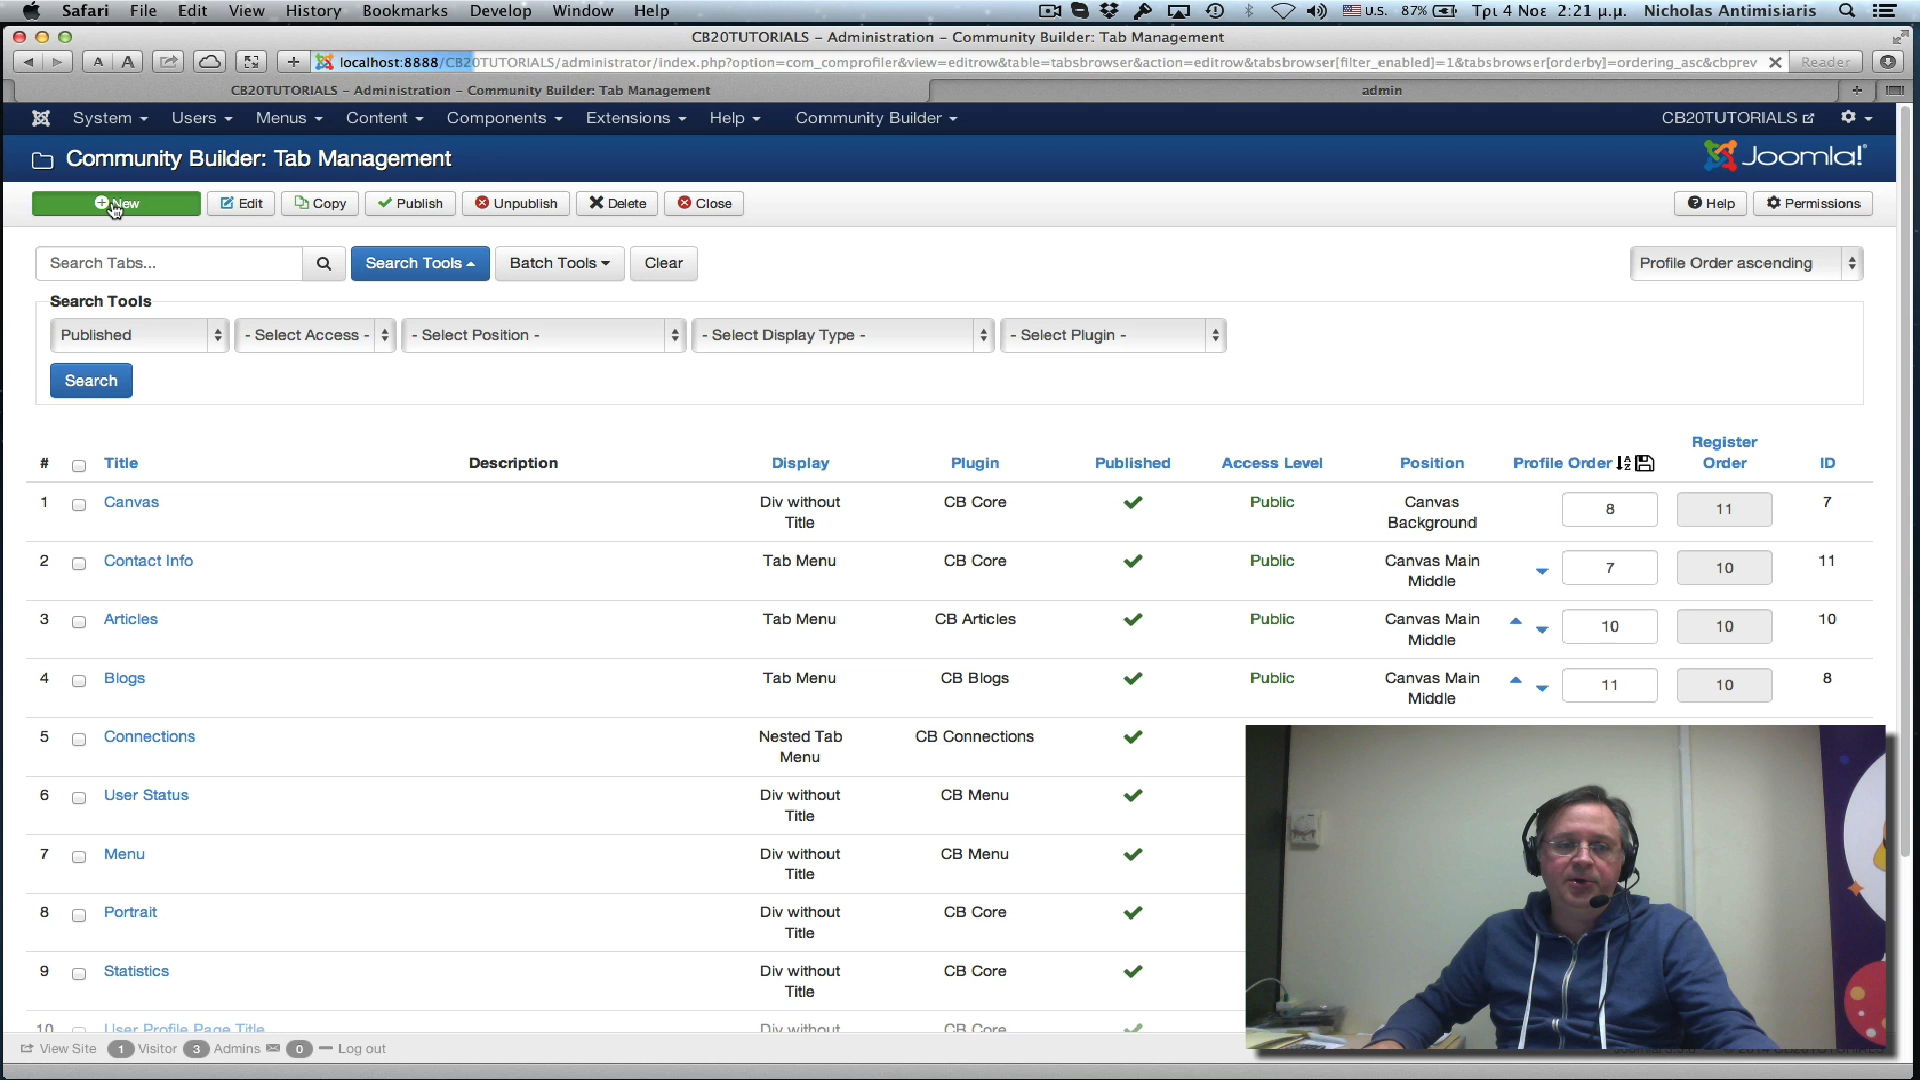 Safari File Edit View History Bookmarks Develop Window Help U.S. 87% Τρι 4 Νοε 2:21 μ.μ. Nicholas Antimisiaris
CB20TUTORIALS – Administration – Community Builder: Tab Management
A A + localhost:8888/CB20TUTORIALS/administrator/index.php?option=com_comprofiler&view=editrow&table=tabsbrowser&action=editrow&tabsbrowser[filter_enabled]=1&tabsbrowser[orderby]=ordering_asc&cbprev Reader
CB20TUTORIALS – Administration – Community Builder: Tab Management admin +
System Users Menus Content Components Extensions Help Community Builder CB20TUTORIALS
Community Builder: Tab Management Joomla!
New Edit Copy Publish Unpublish Delete Close Help Permissions
Search Tabs... Search Tools Batch Tools Clear Profile Order ascending
Search Tools
Published - Select Access - - Select Position - - Select Display Type - - Select Plugin -
Search
# Title Description Display Plugin Published Access Level Position Profile Order Register Order ID
1 Canvas Div without Title CB Core Public Canvas Background 8 11 7
2 Contact Info Tab Menu CB Core Public Canvas Main Middle 7 10 11
3 Articles Tab Menu CB Articles Public Canvas Main Middle 10 10 10
4 Blogs Tab Menu CB Blogs Public Canvas Main Middle 11 10 8
5 Connections Nested Tab Menu CB Connections
6 User Status Div without Title CB Menu
7 Menu Div without Title CB Menu
8 Portrait Div without Title CB Core
9 Statistics Div without Title CB Core
10 User Profile Page Title Div without CB Core
View Site 1 Visitor 3 Admins 0 Log out